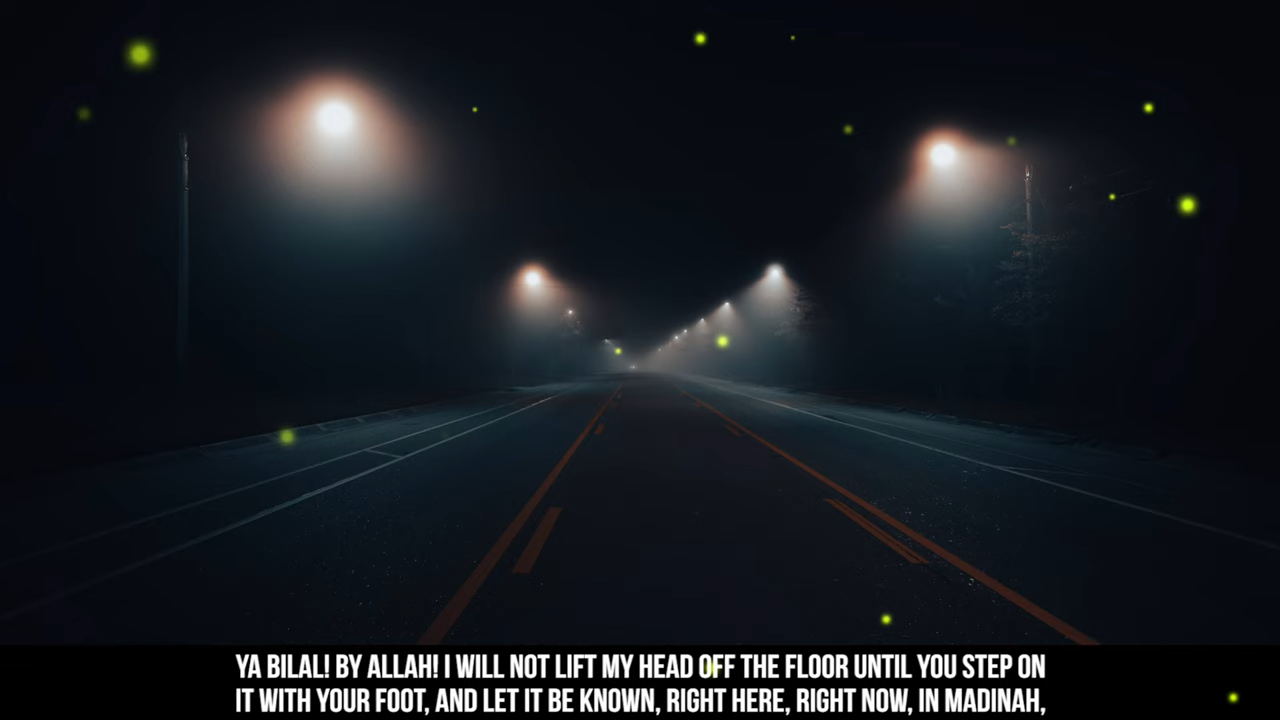 YA BILAL! BY ALLAH! I WILL NOT LIFT MY HEAD OFF THE FLOOR UNTIL YOU STEP ON
IT WITH YOUR FOOT, AND LET IT BE KNOWN, RIGHT HERE, RIGHT NOW, IN MADINAH,